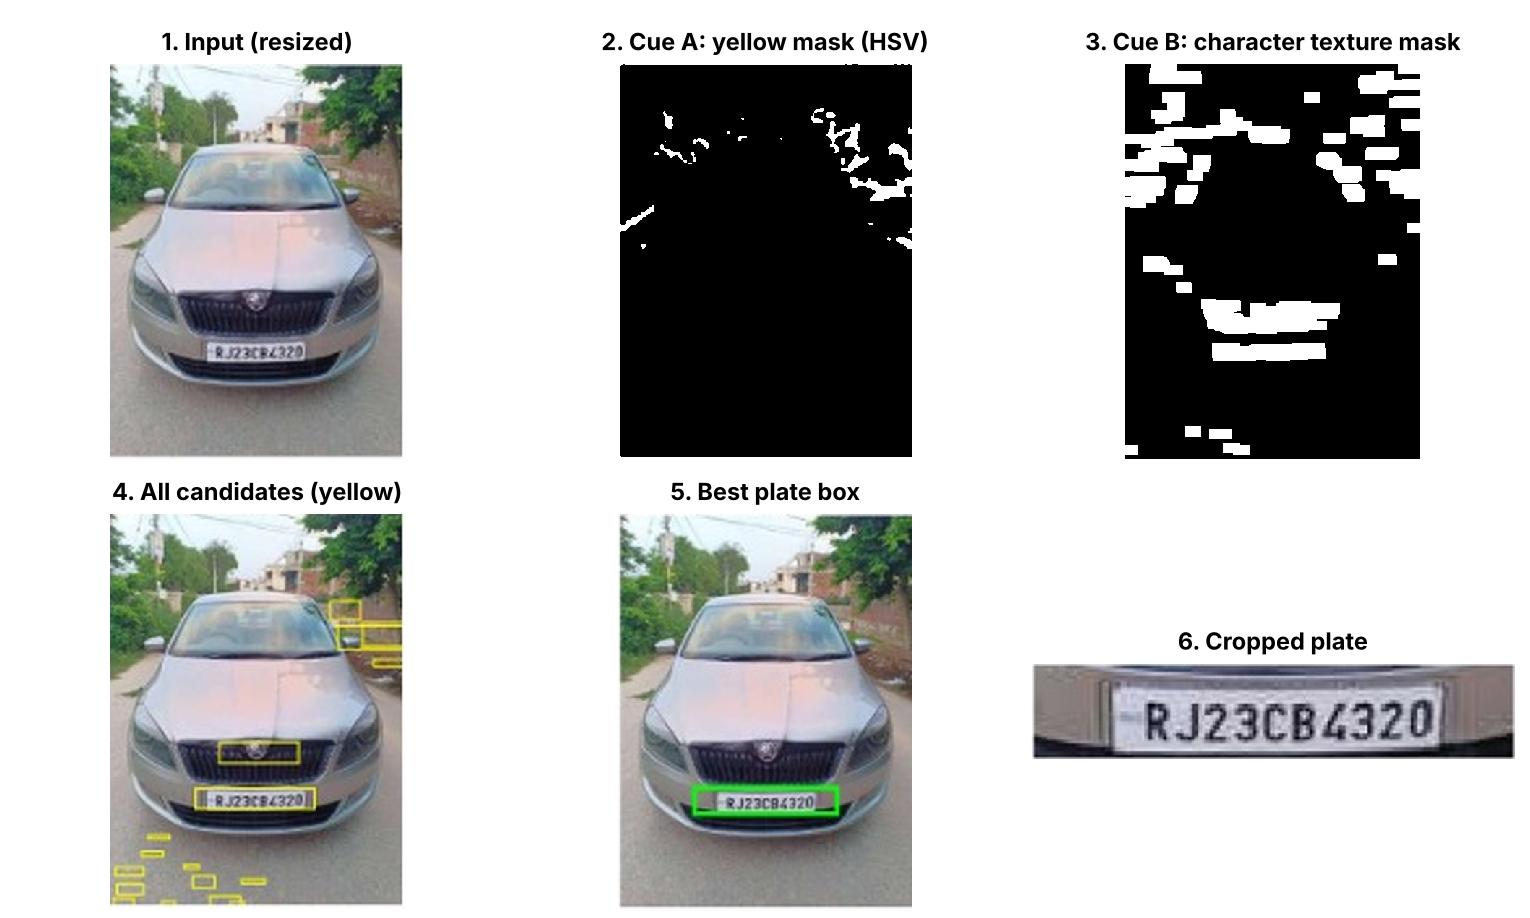 1. Input (resized)
2. Cue A: yellow mask (HSV)
3. Cue B: character texture mask
RJ23CB4320
4. All candidates (yellow)
5. Best plate box
RJ23CB4320
RJ23CB4320
6. Cropped plate
RJ23CB4320